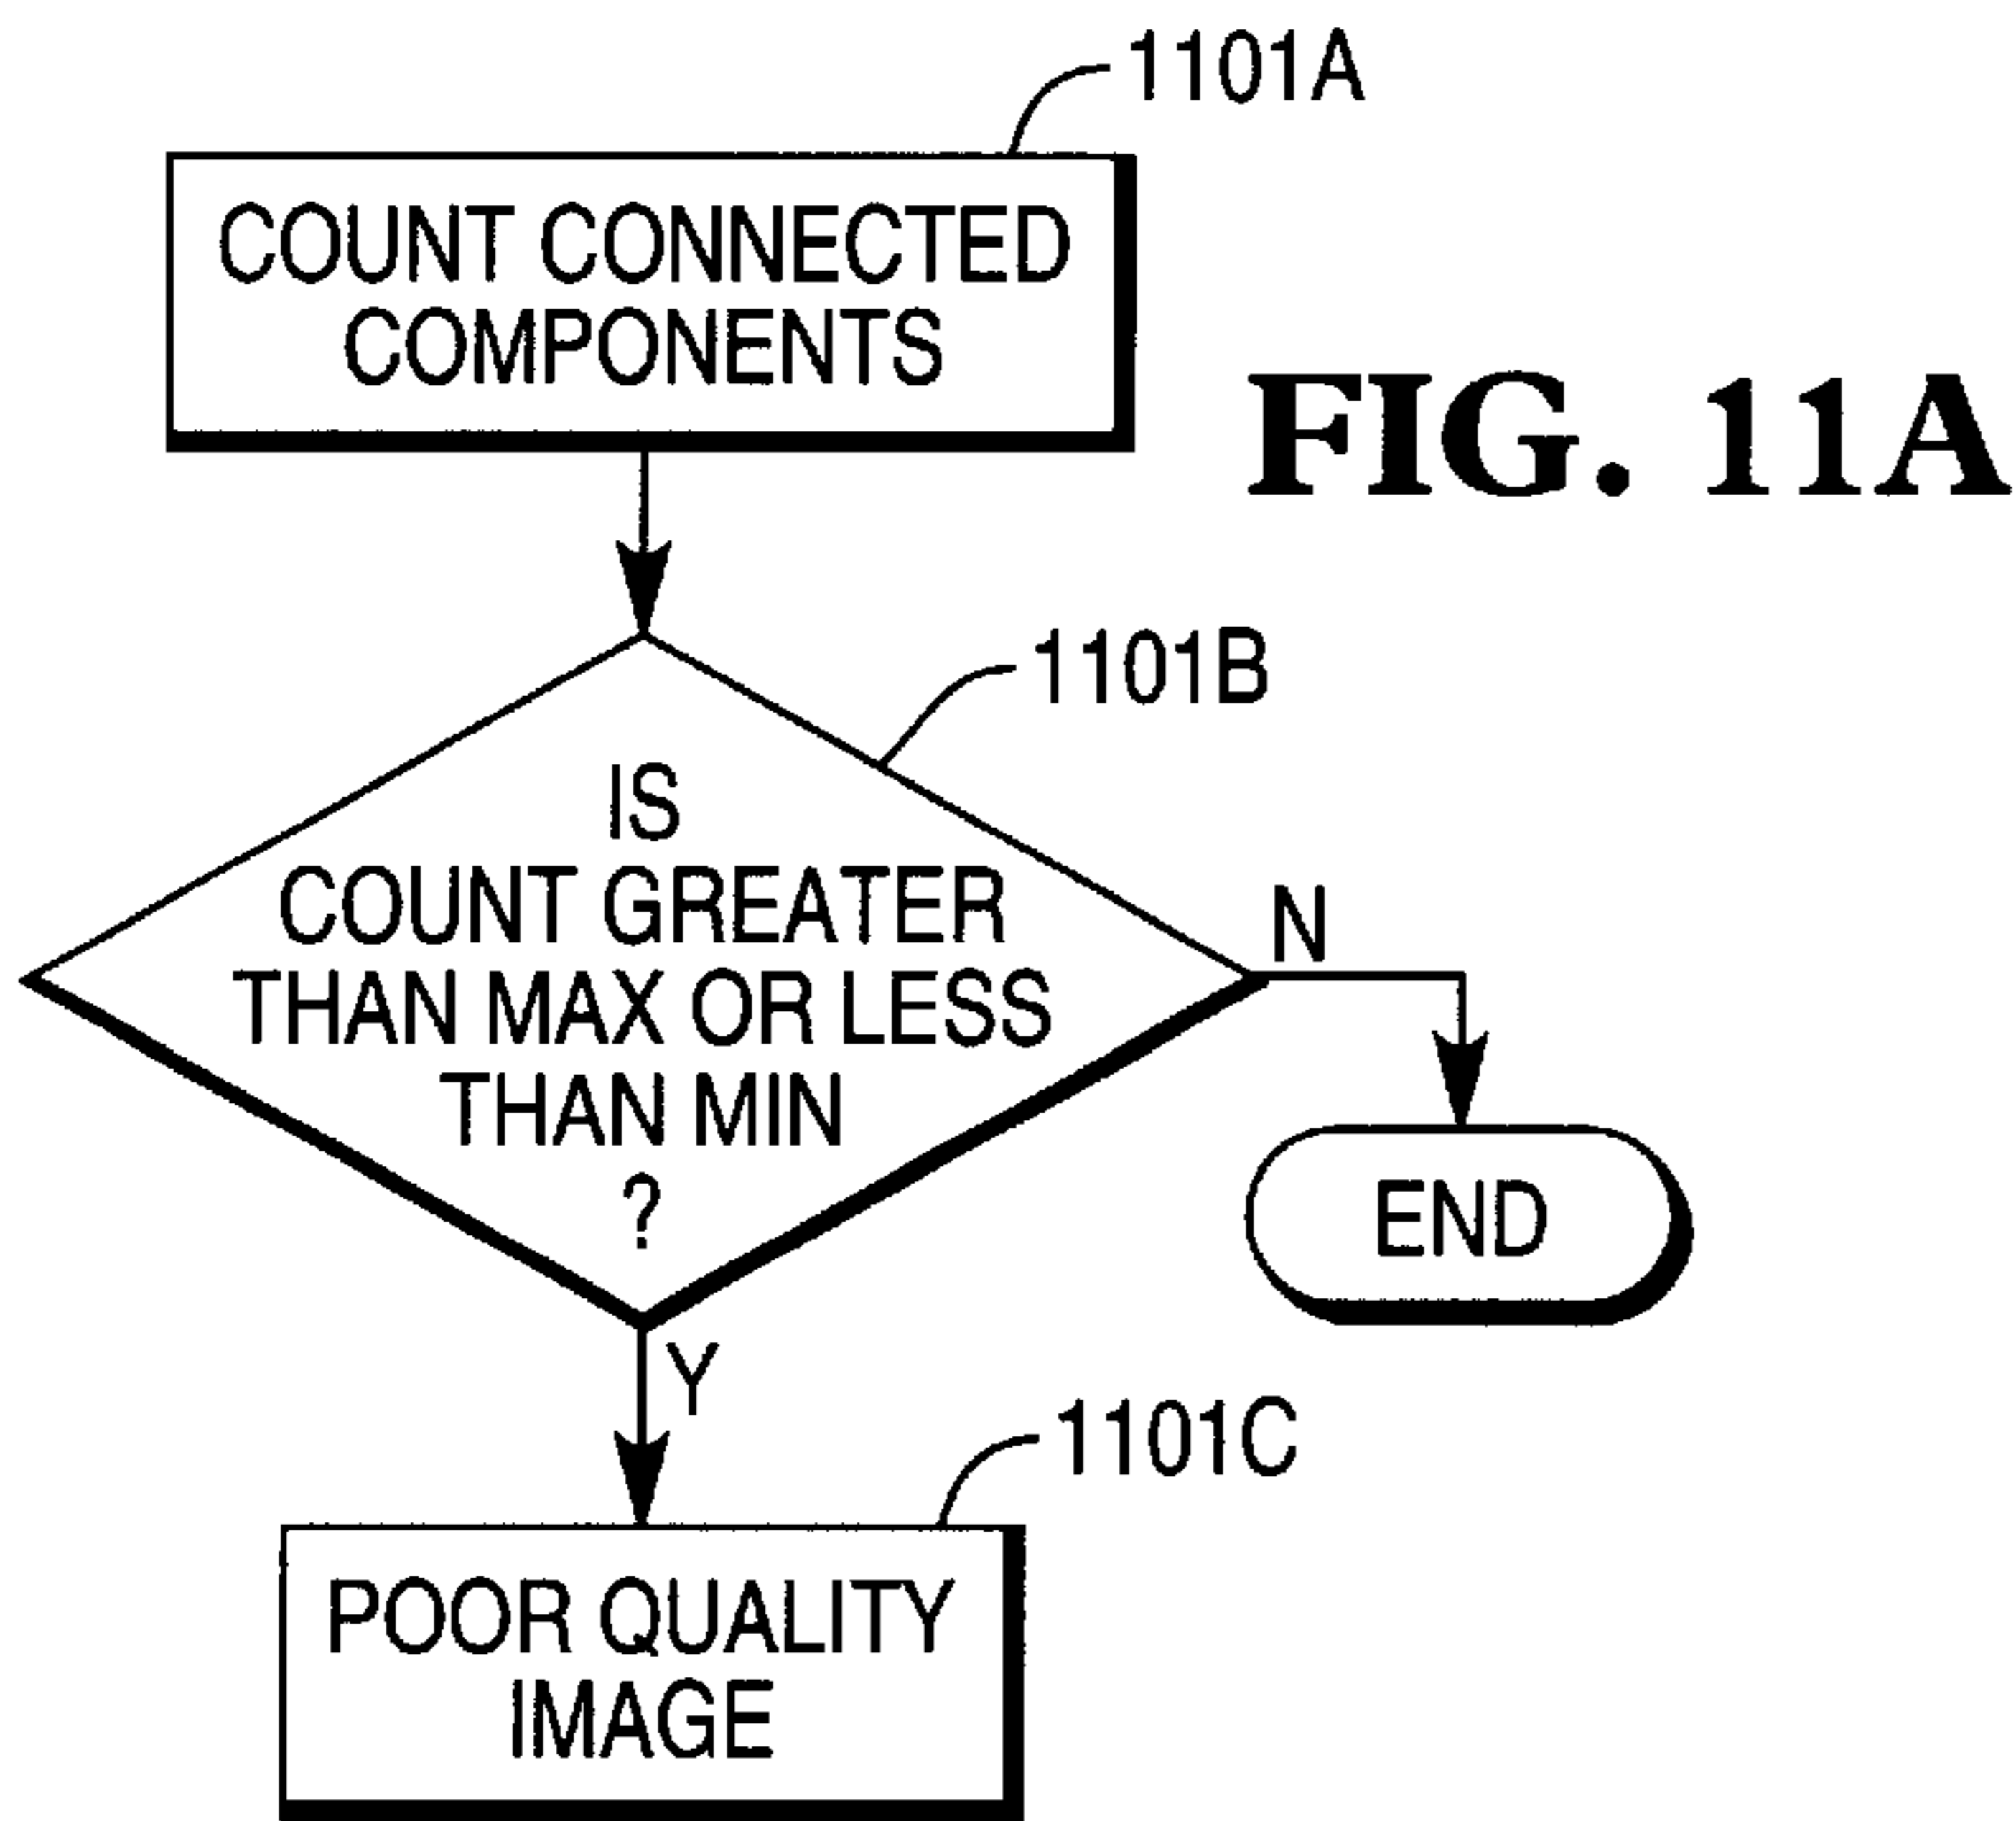 1101A
COUNT CONNECTED
COMPONENTS
FIG. 11A
1101B
IS
COUNT GREATER
THAN MAX OR LESS
THAN MIN
?
N
END
Y
1101C
POOR QUALITY
IMAGE